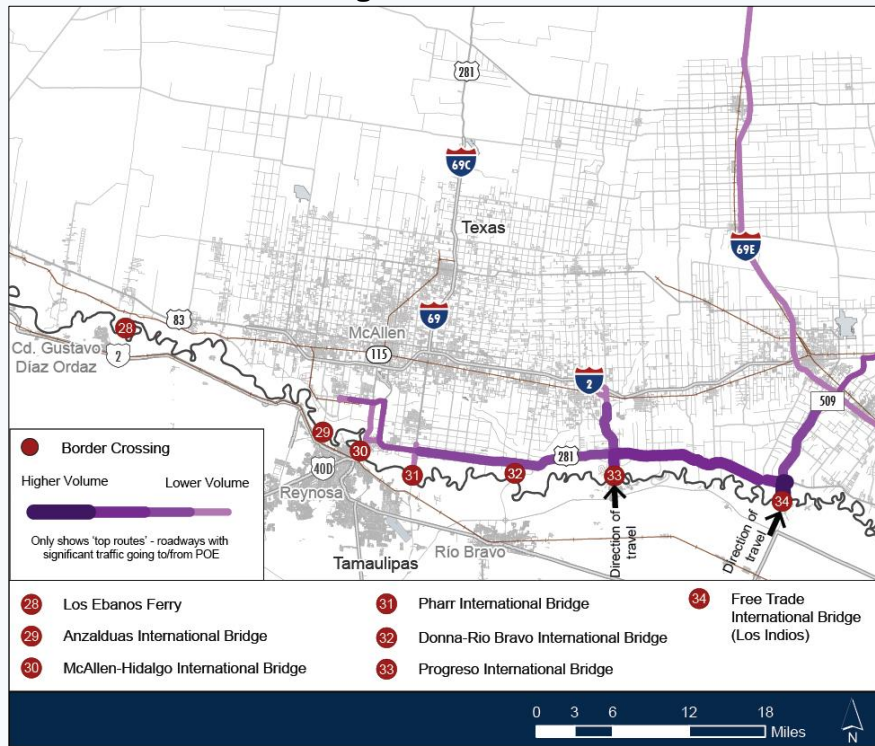 281
69C
Texas
69E
69
83
28
Cd. Gustavo
Díaz Ordaz
2
McAllen
115
2
509
29
30
40D
Reynosa
31
32
281
33
34
Direction of
travel
Direction of
travel
Río Bravo
Tamaulipas
Border Crossing
Higher Volume Lower Volume
Only shows 'top routes' - roadways with
significant traffic going to/from POE
28 Los Ebanos Ferry
29 Anzalduas International Bridge
30 McAllen-Hidalgo International Bridge
31 Pharr International Bridge
32 Donna-Rio Bravo International Bridge
33 Progreso International Bridge
34 Free Trade
International Bridge
(Los Indios)
0 3 6 12 18
Miles
N